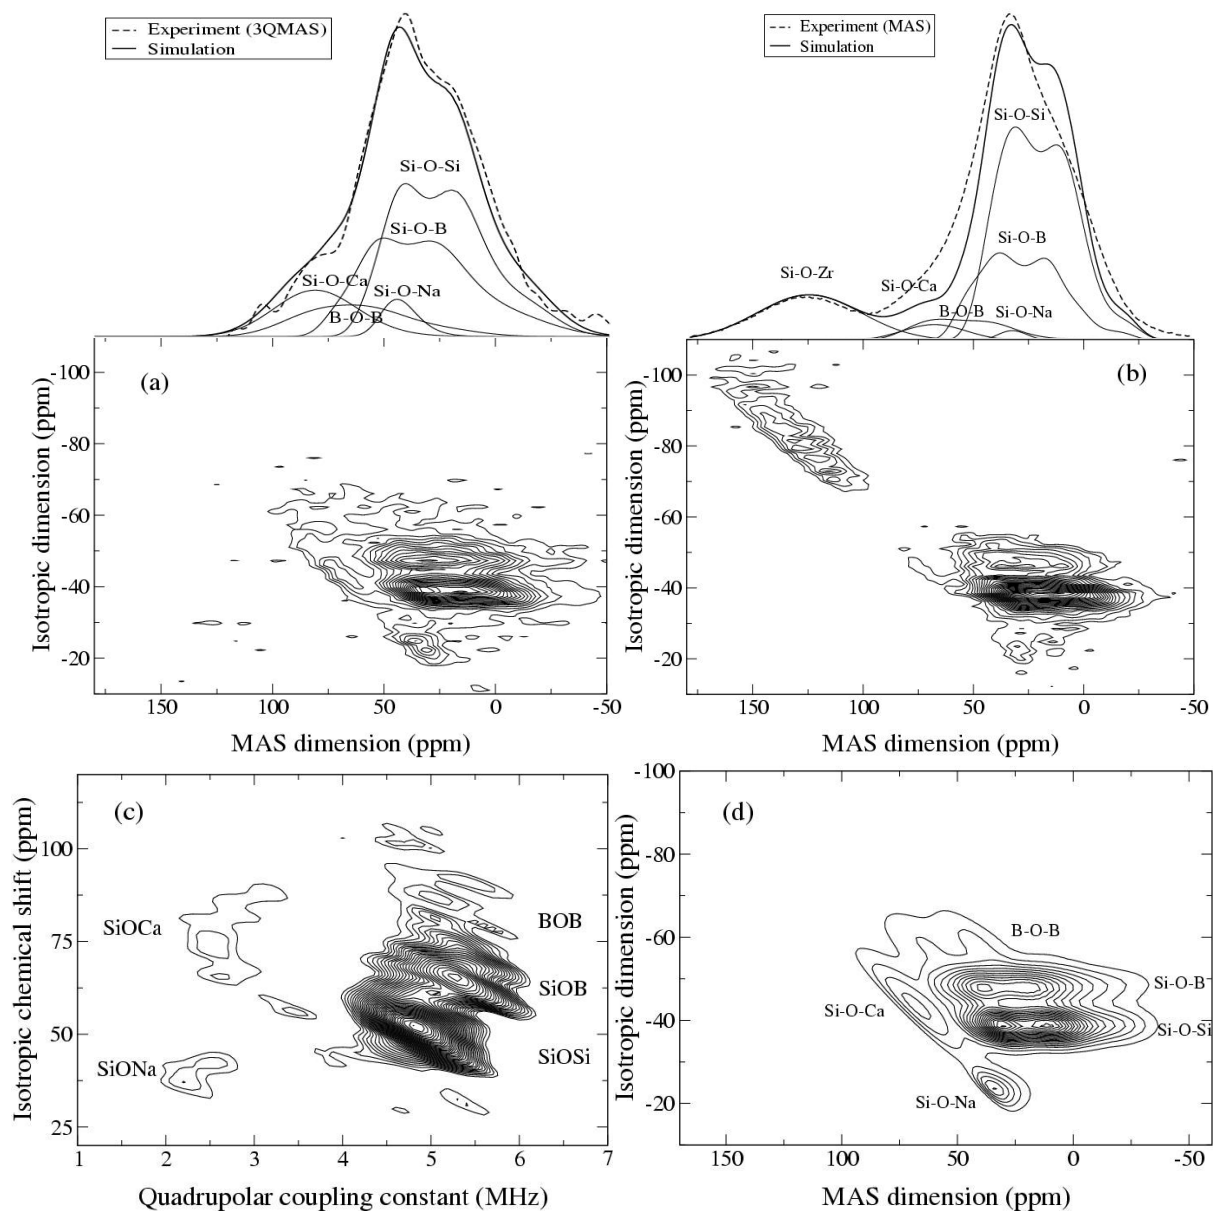 Experiment (3QMAS)
Simulation
Si-O-Si
Si-O-B
Si-O-Ca
Si-O-Na
B-O-B
Experiment (MAS)
Simulation
Si-O-Si
Si-O-B
Si-O-Zr
Si-O-Ca
B-O-B
Si-O-Na
(a)
Isotropic dimension (ppm)
-100
-80
-60
-40
-20
150
100
50
0
-50
MAS dimension (ppm)
(b)
Isotropic dimension (ppm)
-100
-80
-60
-40
-20
150
100
50
0
-50
MAS dimension (ppm)
(c)
Isotropic chemical shift (ppm)
100
75
50
25
SiOCa
SiONa
BOB
SiOB
SiOSi
1
2
3
4
5
6
7
Quadrupolar coupling constant (MHz)
(d)
Isotropic dimension (ppm)
-100
-80
-60
-40
-20
B-O-B
Si-O-B
Si-O-Ca
Si-O-Si
Si-O-Na
150
100
50
0
-50
MAS dimension (ppm)